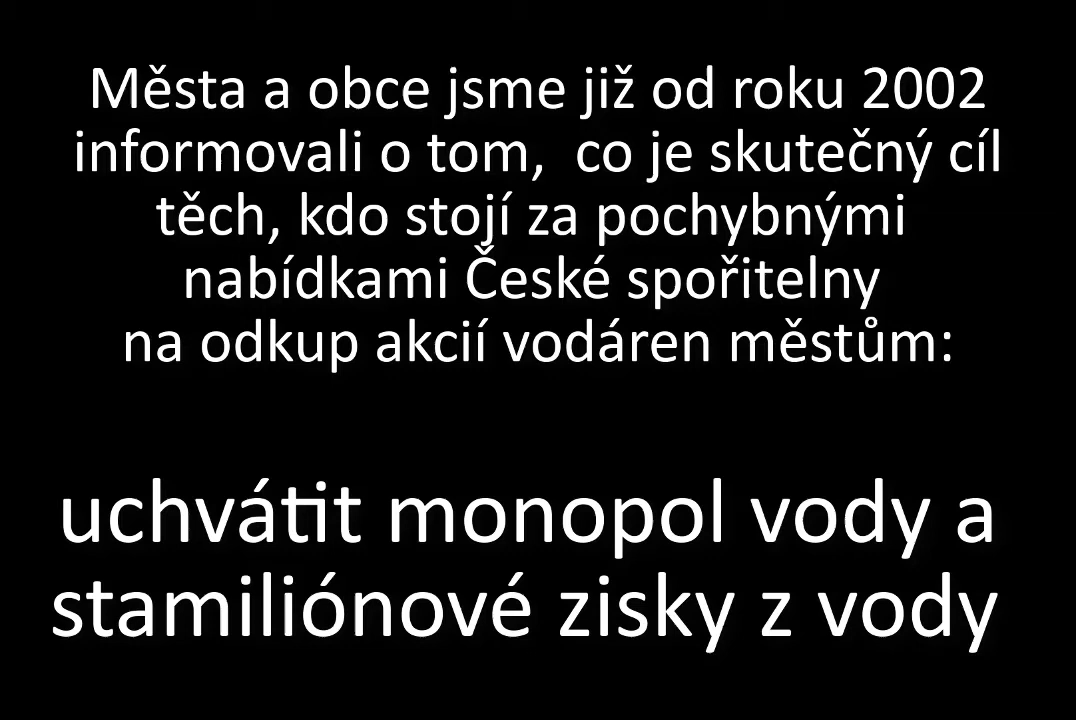 Města a obce jsme již od roku 2002
informovali o tom,  co je skutečný cíl
těch, kdo stojí za pochybnými
nabídkami České spořitelny
na odkup akcií vodáren městům:
uchvátit monopol vody a
stamiliónové zisky z vody